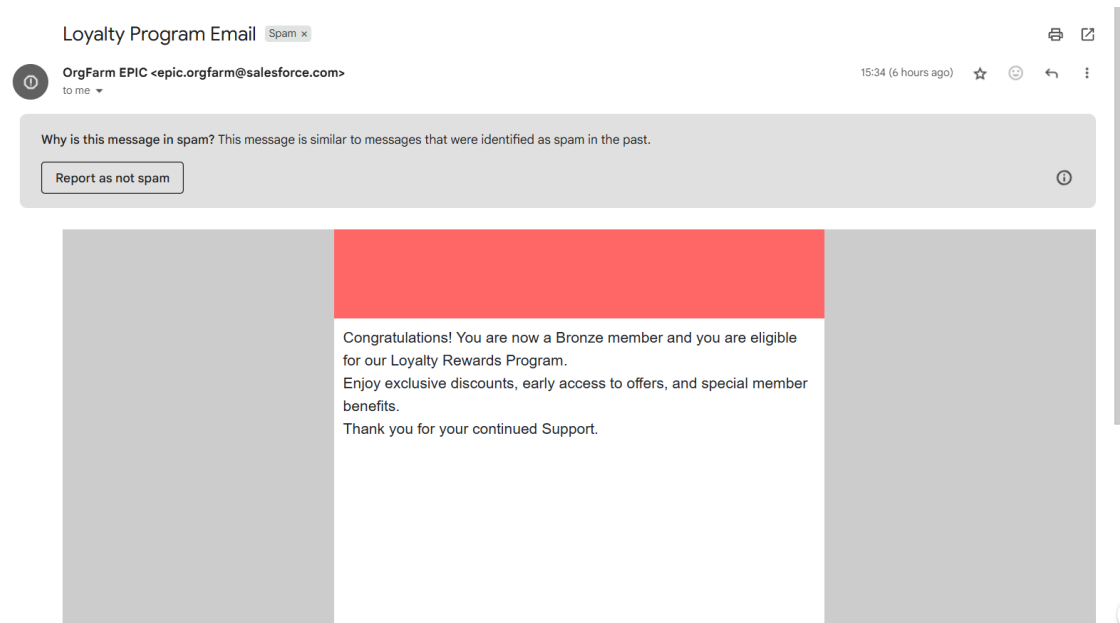 Loyalty Program Email Spam ×
OrgFarm EPIC <epic.orgfarm@salesforce.com> 15:34 (6 hours ago)
to me
Why is this message in spam? This message is similar to messages that were identified as spam in the past.
Report as not spam
Congratulations! You are now a Bronze member and you are eligible
for our Loyalty Rewards Program.
Enjoy exclusive discounts, early access to offers, and special member
benefits.
Thank you for your continued Support.